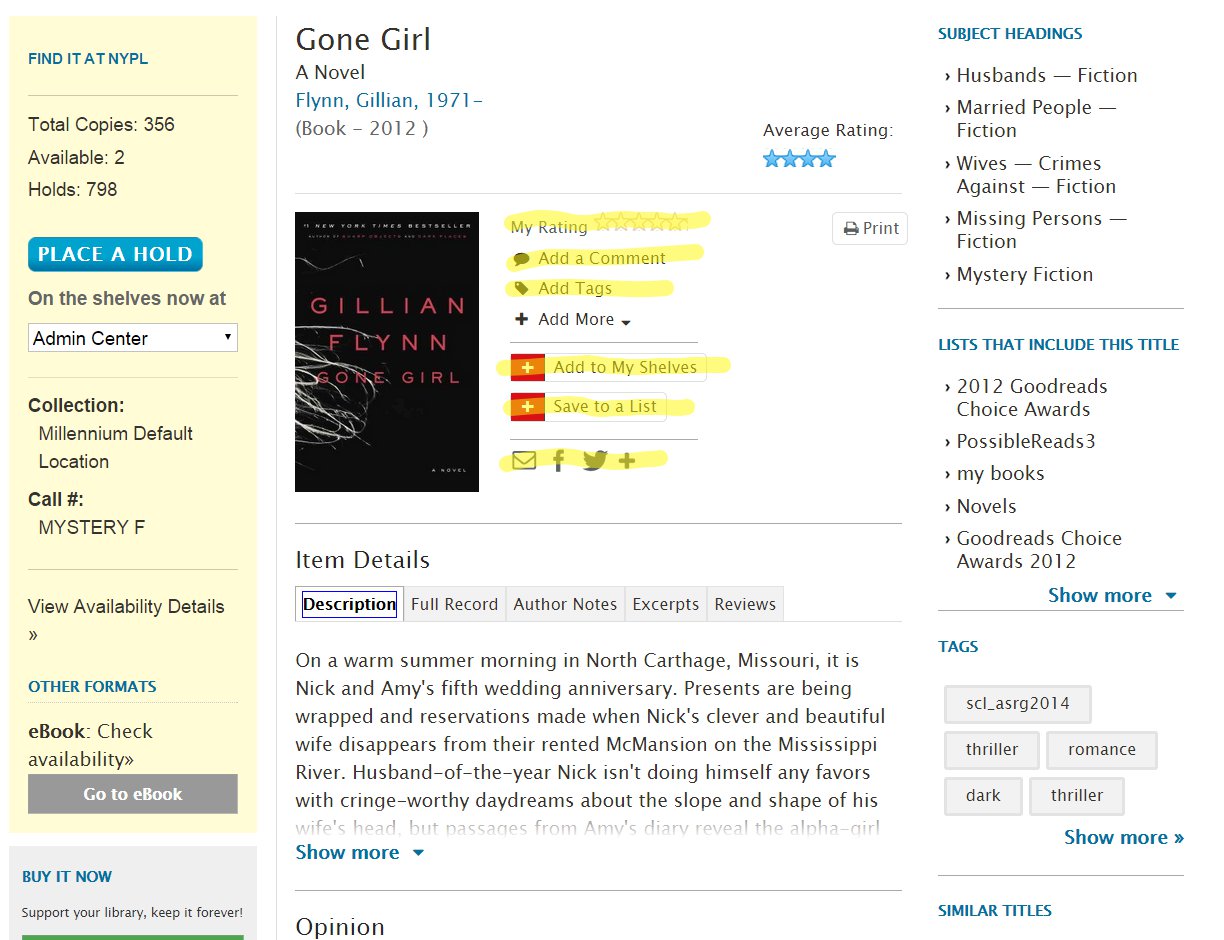 FIND IT AT NYPL
Total Copies: 356
Available: 2
Holds: 798
PLACE A HOLD
On the shelves now at
Admin Center
Collection:
Millennium Default
Location
Call #:
MYSTERY F
View Availability Details
»
OTHER FORMATS
eBook: Check
availability»
Go to eBook
BUY IT NOW
Support your library, keep it forever!
Gone Girl
A Novel
Flynn, Gillian, 1971-
(Book - 2012 )
Average Rating:
#1 NEW YORK TIMES BESTSELLER
AUTHOR OF SHARP OBJECTS AND DARK PLACES
GILLIAN
FLYNN
GONE GIRL
A NOVEL
My Rating
Print
Add a Comment
Add Tags
Add More
Add to My Shelves
Save to a List
Item Details
Description Full Record Author Notes Excerpts Reviews
On a warm summer morning in North Carthage, Missouri, it is
Nick and Amy's fifth wedding anniversary. Presents are being
wrapped and reservations made when Nick's clever and beautiful
wife disappears from their rented McMansion on the Mississippi
River. Husband-of-the-year Nick isn't doing himself any favors
with cringe-worthy daydreams about the slope and shape of his
wife's head, but passages from Amy's diary reveal the alpha-girl
Show more
Opinion
SUBJECT HEADINGS
› Husbands — Fiction
› Married People —
Fiction
› Wives — Crimes
Against — Fiction
› Missing Persons —
Fiction
› Mystery Fiction
LISTS THAT INCLUDE THIS TITLE
› 2012 Goodreads
Choice Awards
› PossibleReads3
› my books
› Novels
› Goodreads Choice
Awards 2012
Show more
TAGS
scl_asrg2014
thriller romance
dark thriller
Show more »
SIMILAR TITLES